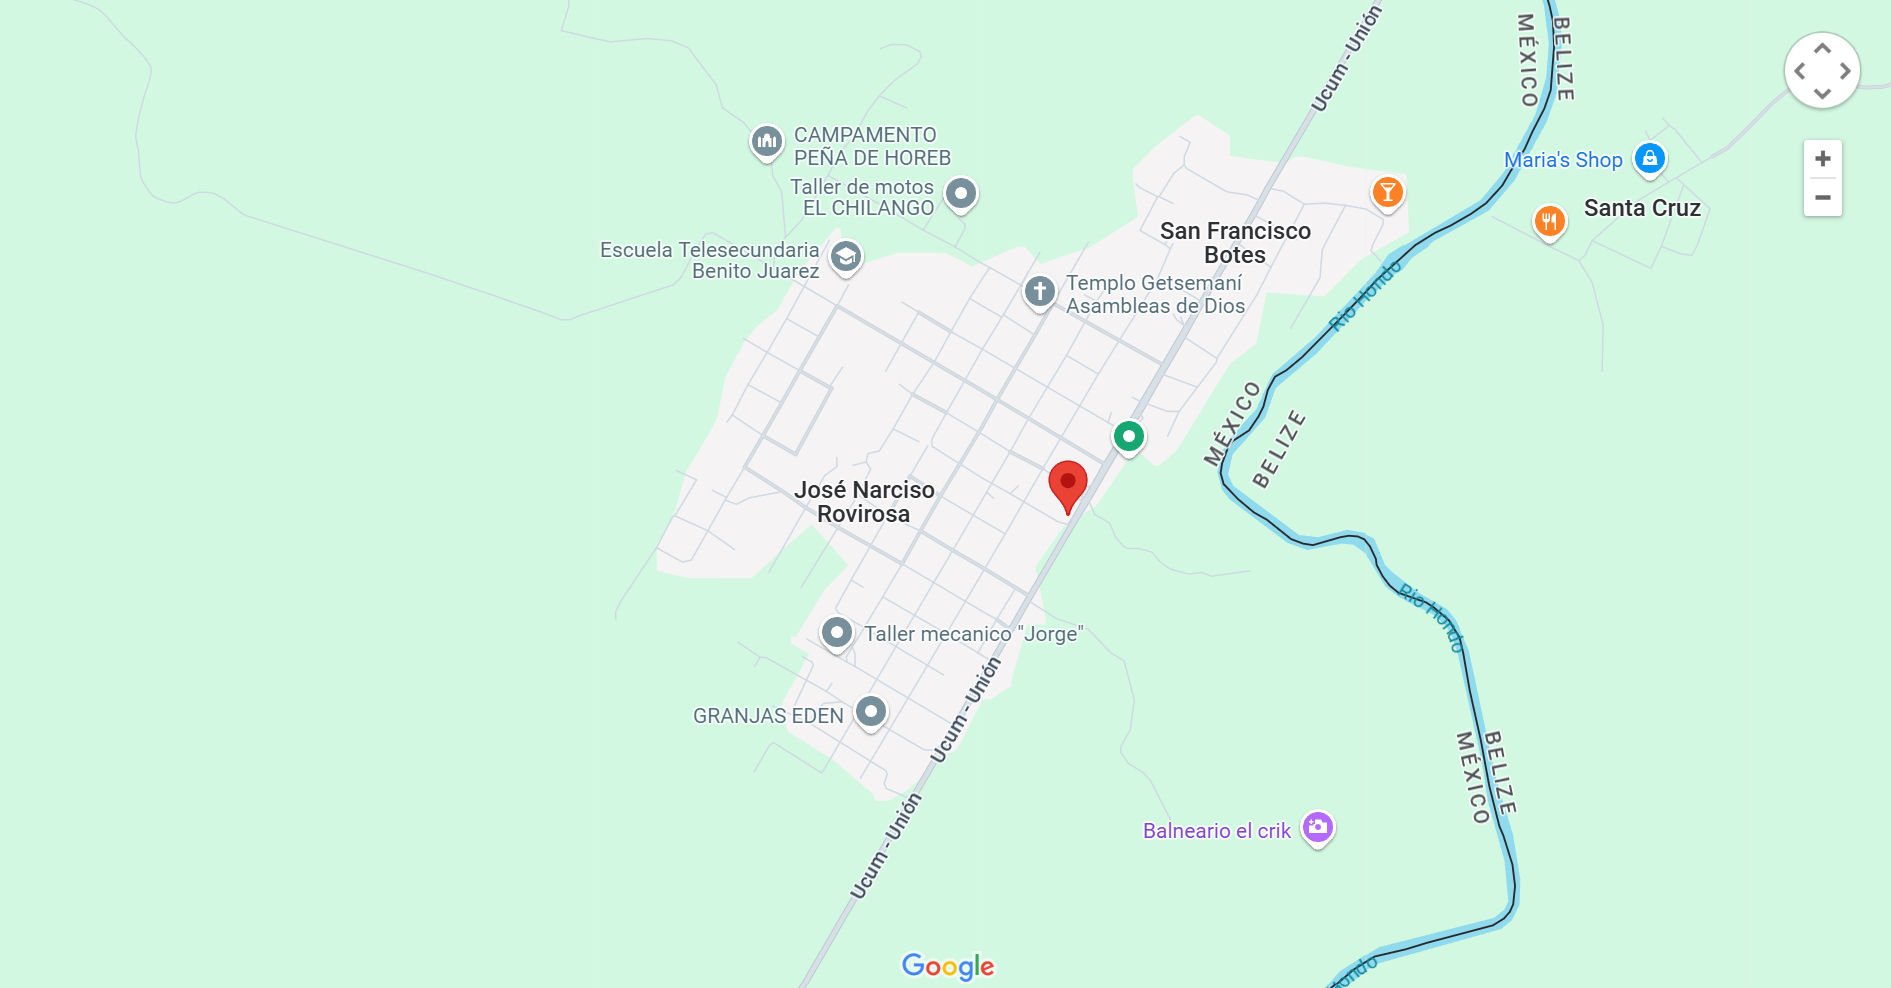 Ucum - Unión
MÉXICO
BELIZE
CAMPAMENTO
PEÑA DE HOREB
Maria's Shop
Taller de motos
EL CHILANGO
Santa Cruz
San Francisco
Botes
Escuela Telesecundaria
Benito Juarez
Templo Getsemaní
Asambleas de Dios
Río Hondo
MÉXICO
BELIZE
José Narciso
Rovirosa
Río Hondo
Taller mecanico "Jorge"
Ucum - Unión
GRANJAS EDEN
MÉXICO
BELIZE
Ucum - Unión
Balneario el crik
Google